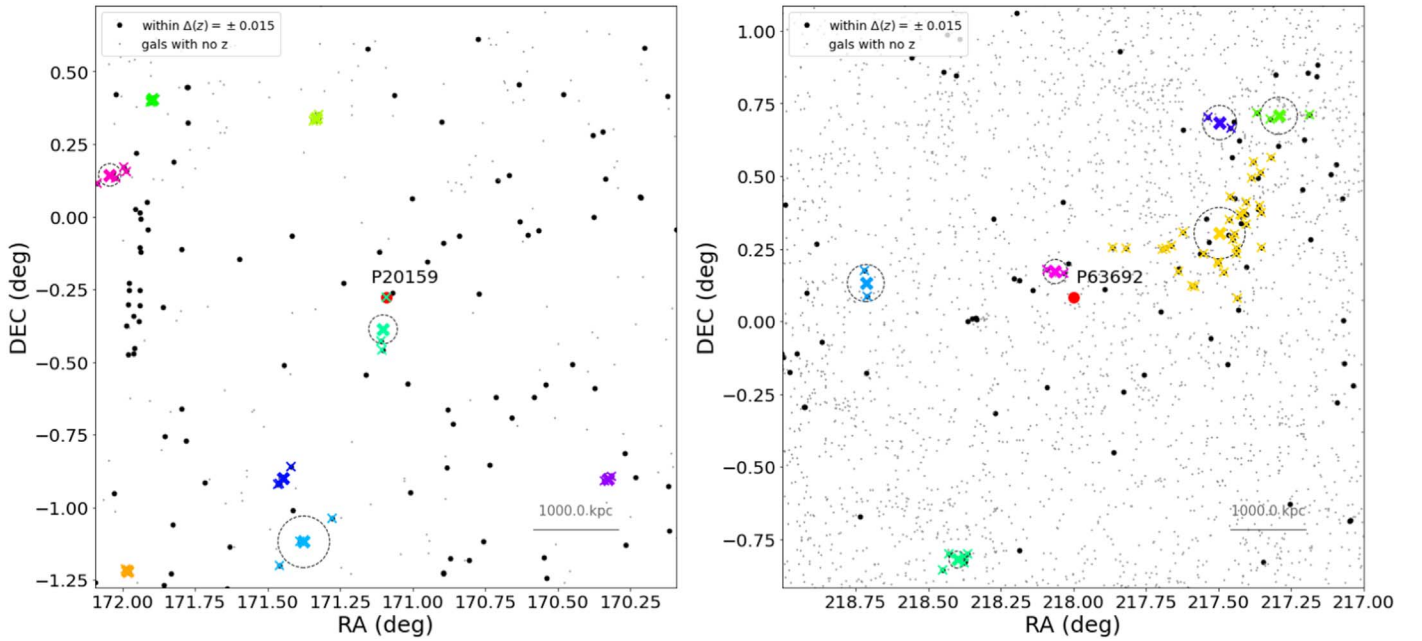 within Δ(z) = ± 0.015
gals with no z
0.50
0.25
0.00
−0.25
−0.50
−0.75
−1.00
−1.25
DEC (deg)
P20159
1000.0 kpc
172.00 171.75 171.50 171.25 171.00 170.75 170.50 170.25
RA (deg)
within Δ(z) = ± 0.015
gals with no z
1.00
0.75
0.50
0.25
0.00
−0.25
−0.50
−0.75
DEC (deg)
P63692
1000.0 kpc
218.75 218.50 218.25 218.00 217.75 217.50 217.25 217.00
RA (deg)